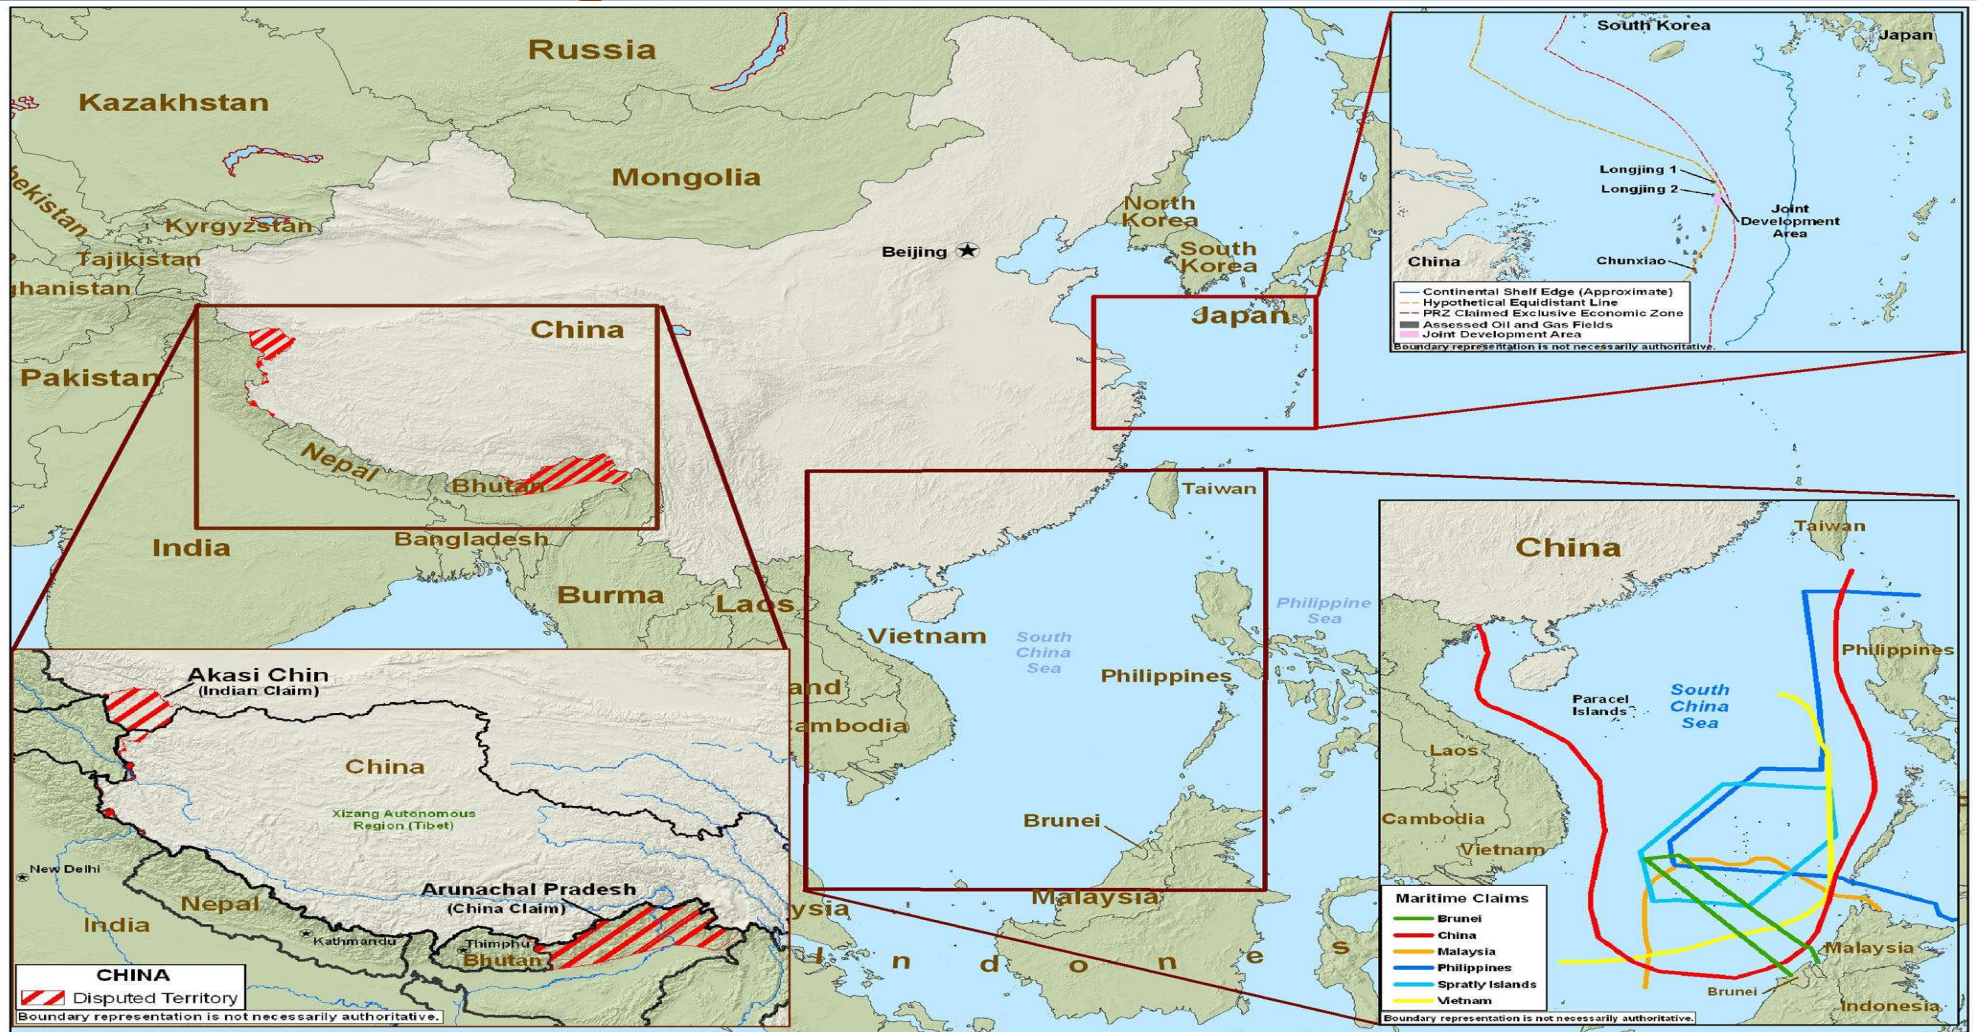 Russia
Kazakhstan
Mongolia
bekistan
Kyrgyzstan
Tajikistan
ghanistan
Pakistan
North
Korea
South
Korea
Beijing
Japan
China
Nepal
Bhutan
India
Bangladesh
Burma
Laos
Taiwan
Vietnam
South
China
Sea
Philippine
Sea
Philippines
and
ambodia
Brunei
Malaysia
ysia
I n d o n e s
South Korea
Japan
Longjing 1
Longjing 2
Joint
Development
Area
Chunxiao
China
Continental Shelf Edge (Approximate)
Hypothetical Equidistant Line
PRZ Claimed Exclusive Economic Zone
Assessed Oil and Gas Fields
Joint Development Area
Boundary representation is not necessarily authoritative.
Akasi Chin
(Indian Claim)
China
Xizang Autonomous
Region (Tibet)
New Delhi
Arunachal Pradesh
(China Claim)
Nepal
India
Kathmandu
Thimphu
Bhutan
CHINA
Disputed Territory
Boundary representation is not necessarily authoritative.
China
Taiwan
Philippines
Paracel
Islands
South
China
Sea
Laos
Cambodia
Vietnam
Maritime Claims
Brunei
China
Malaysia
Philippines
Spratly Islands
Vietnam
Malaysia
Brunei
Indonesia
Boundary representation is not necessarily authoritative.